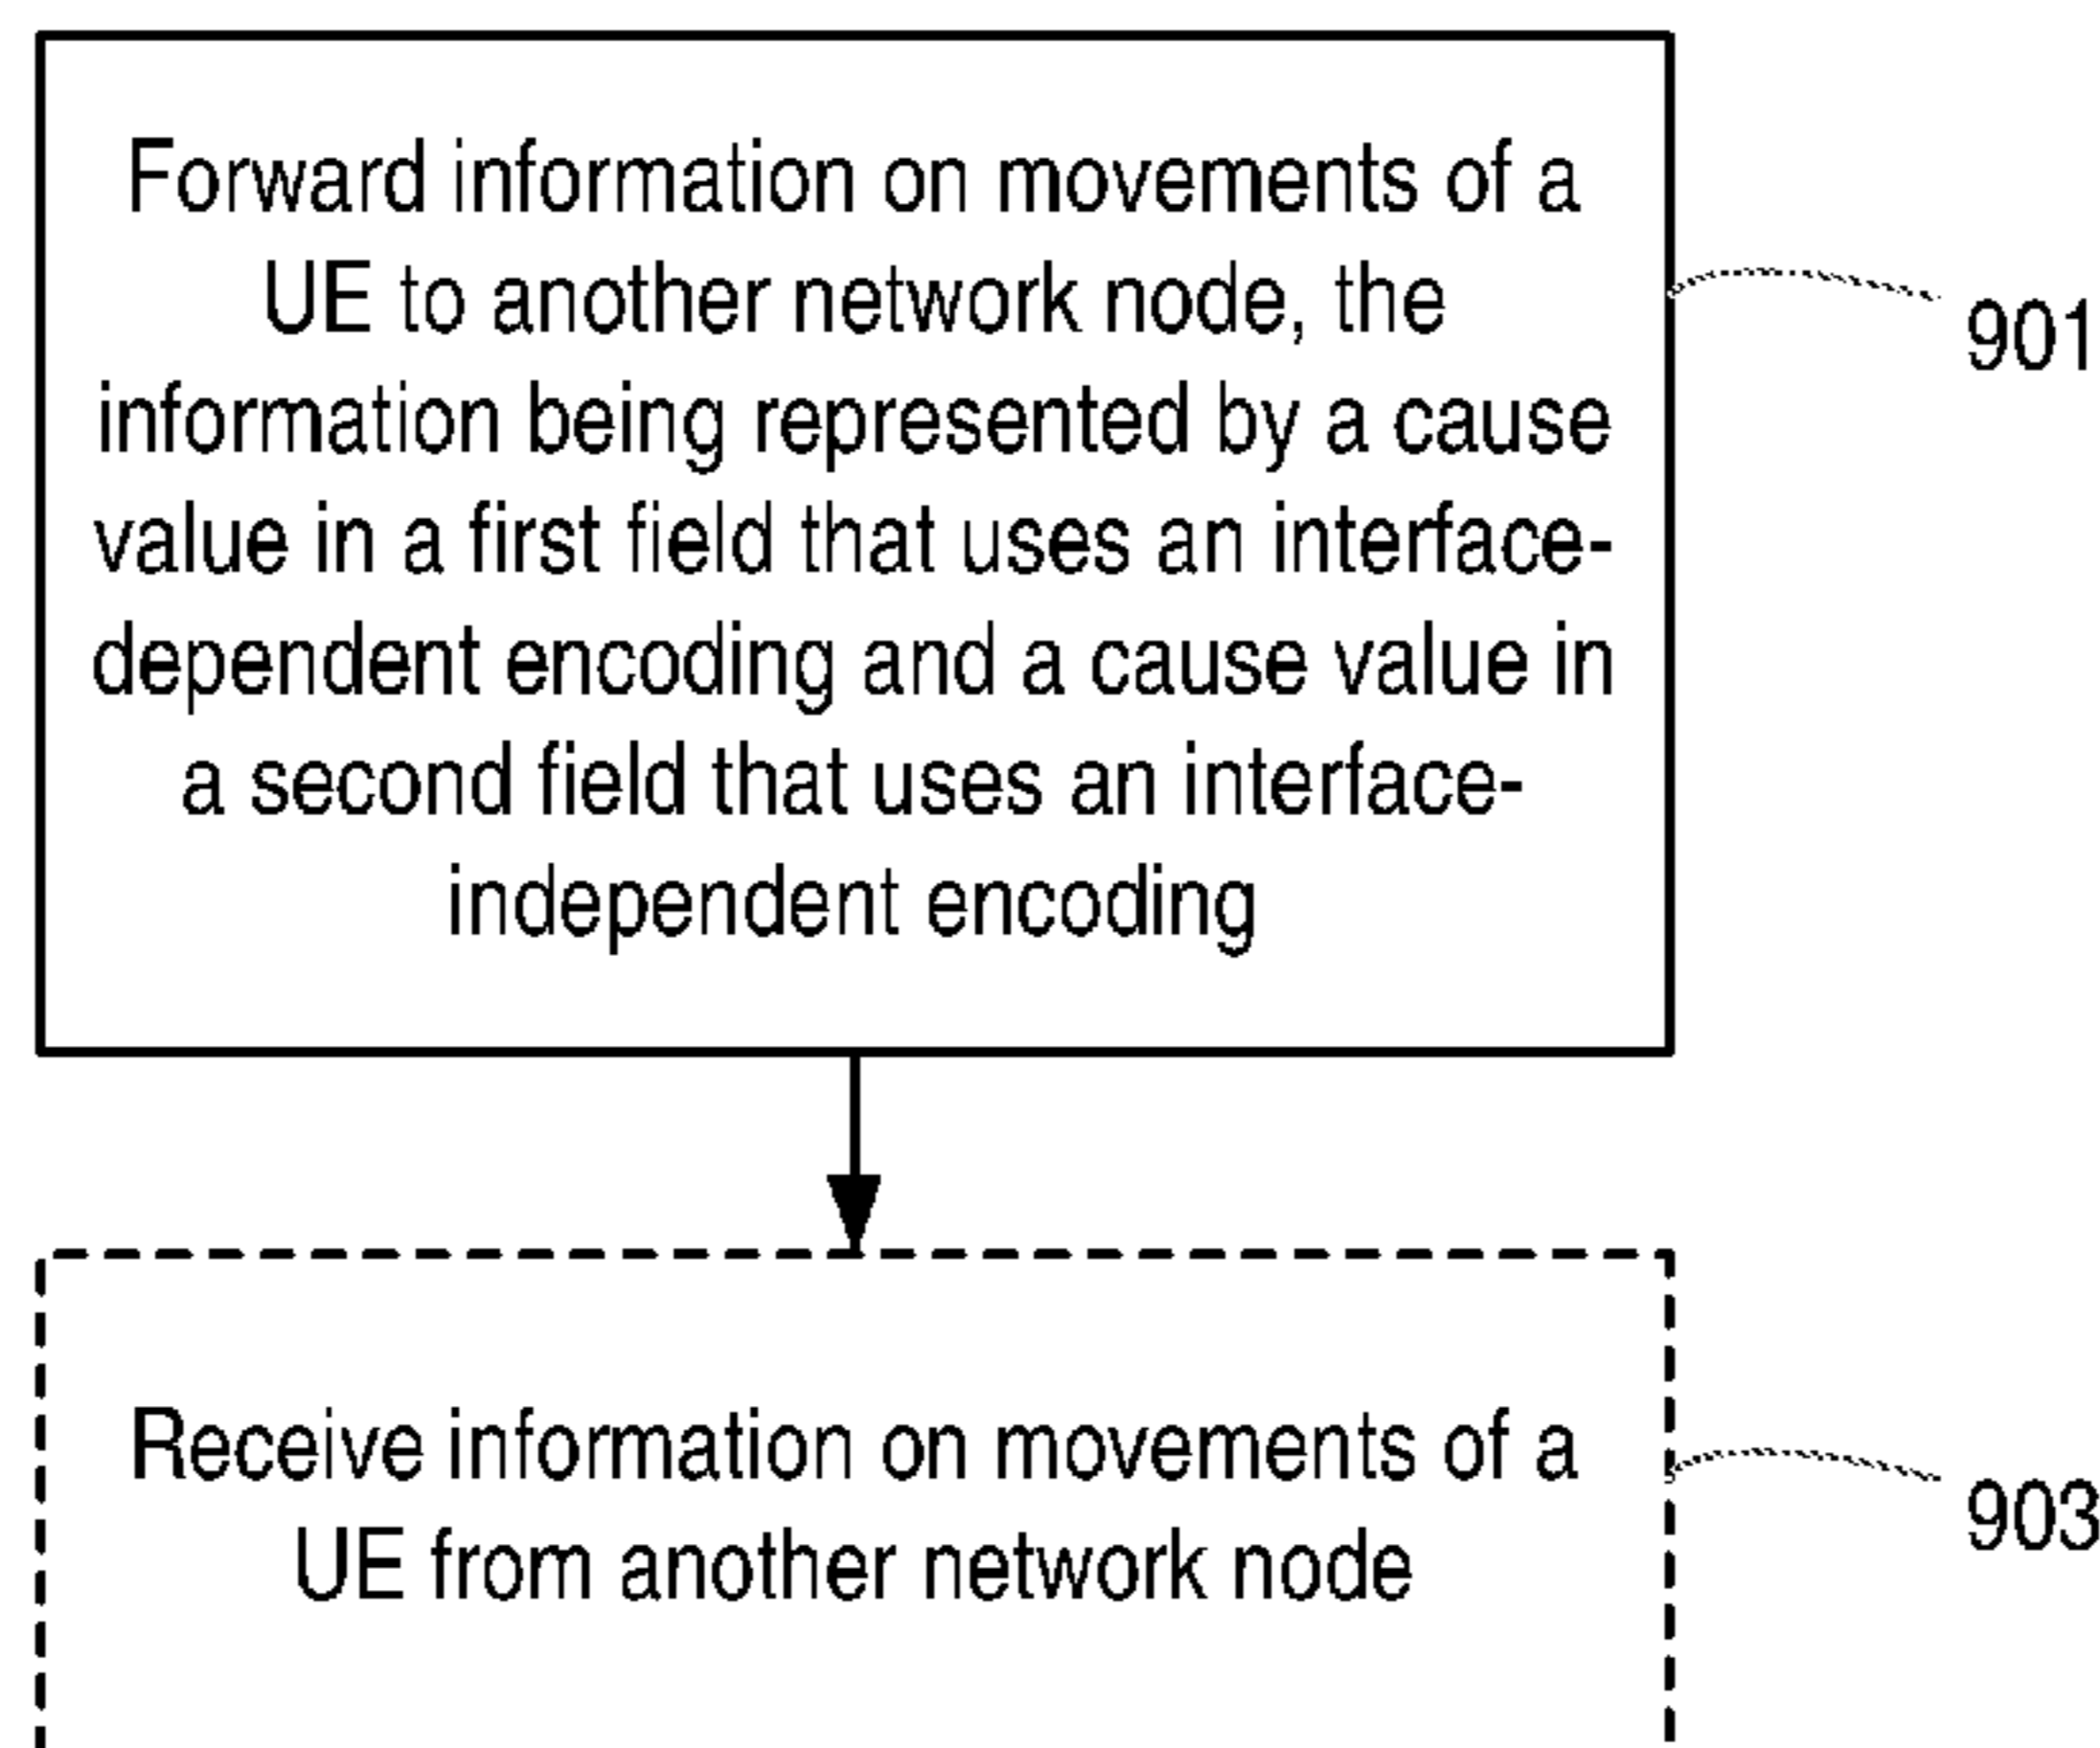 Forward information on movements of a
UE to another network node, the
information being represented by a cause
value in a first field that uses an interface-
dependent encoding and a cause value in
a second field that uses an interface-
independent encoding
901
Receive information on movements of a
UE from another network node
903